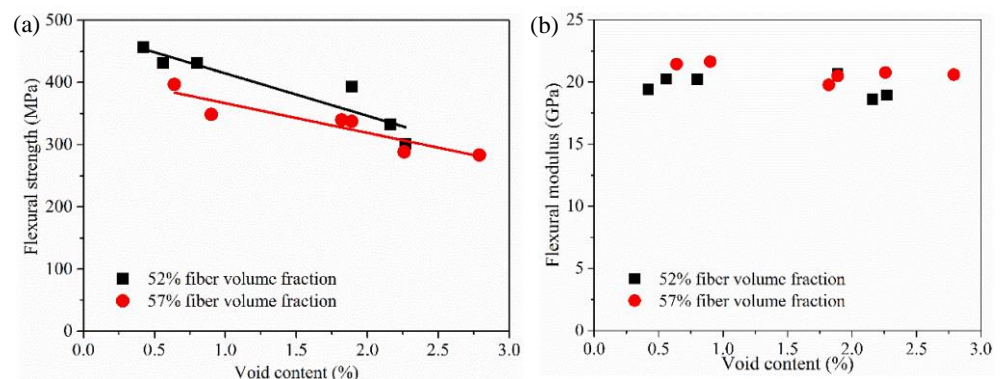 (a)
500
400
300
200
100
0
Flexural strength (MPa)
52% fiber volume fraction
57% fiber volume fraction
0.0 0.5 1.0 1.5 2.0 2.5 3.0
Void content (%)
(b)
25
20
15
10
5
0
Flexural modulus (GPa)
52% fiber volume fraction
57% fiber volume fraction
0.0 0.5 1.0 1.5 2.0 2.5 3.0
Void content (%)